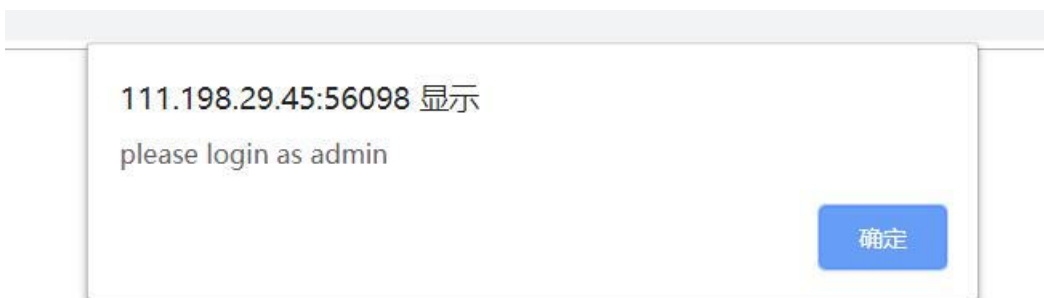 111.198.29.45:56098 显示
please login as admin
确定